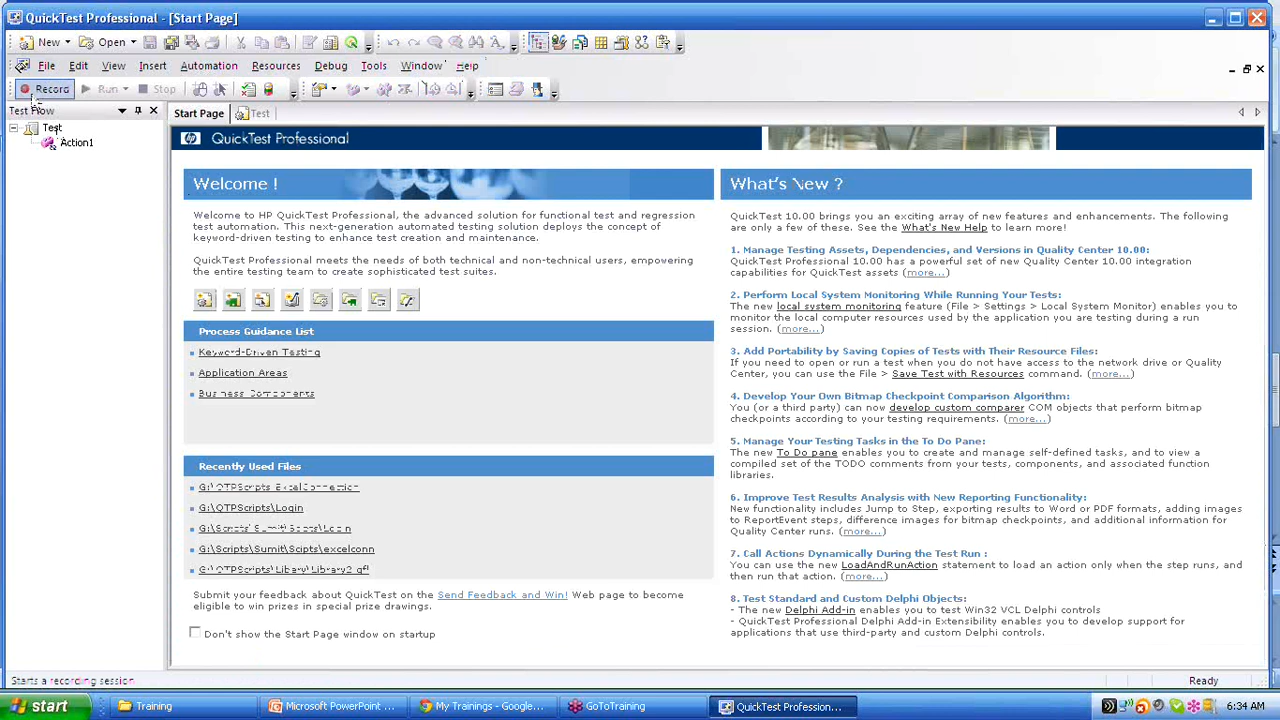 QuickTest Professional - [Start Page]
New Open
File Edit View Insert Automation Resources Debug Tools Window Help
Record Run Stop
Test Flow
Start Page Test
Test
Action1
QuickTest Professional
Welcome !
Welcome to HP QuickTest Professional, the advanced solution for functional test and regression
test automation. This next-generation automated testing solution deploys the concept of
keyword-driven testing to enhance test creation and maintenance.
QuickTest Professional meets the needs of both technical and non-technical users, empowering
the entire testing team to create sophisticated test suites.
Process Guidance List
Keyword-Driven Testing
Application Areas
Business Components
Recently Used Files
G:\QTPScripts\ExcelConnection
G:\QTPScripts\Login
G:\Scripts\Sumit\Scipts\Login
G:\Scripts\Sumit\Scipts\excelconn
G:\QTPScripts\Libary\Library2.qfl
Submit your feedback about QuickTest on the Send Feedback and Win! Web page to become
eligible to win prizes in special prize drawings.
Don't show the Start Page window on startup
What's New ?
QuickTest 10.00 brings you an exciting array of new features and enhancements. The following
are only a few of these. See the What's New Help to learn more!
1. Manage Testing Assets, Dependencies, and Versions in Quality Center 10.00:
QuickTest Professional 10.00 has a powerful set of new Quality Center 10.00 integration
capabilities for QuickTest assets (more...)
2. Perform Local System Monitoring While Running Your Tests:
The new local system monitoring feature (File > Settings > Local System Monitor) enables you to
monitor the local computer resources used by the application you are testing during a run
session. (more...)
3. Add Portability by Saving Copies of Tests with Their Resource Files:
If you need to open or run a test when you do not have access to the network drive or Quality
Center, you can use the File > Save Test with Resources command. (more...)
4. Develop Your Own Bitmap Checkpoint Comparison Algorithm:
You (or a third party) can now develop custom comparer COM objects that perform bitmap
checkpoints according to your testing requirements. (more...)
5. Manage Your Testing Tasks in the To Do Pane:
The new To Do pane enables you to create and manage self-defined tasks, and to view a
compiled set of the TODO comments from your tests, components, and associated function
libraries.
6. Improve Test Results Analysis with New Reporting Functionality:
New functionality includes Jump to Step, exporting results to Word or PDF formats, adding images
to ReportEvent steps, difference images for bitmap checkpoints, and additional information for
Quality Center runs. (more...)
7. Call Actions Dynamically During the Test Run :
You can use the new LoadAndRunAction statement to load an action only when the step runs, and
then run that action. (more...)
8. Test Standard and Custom Delphi Objects:
- The new Delphi Add-in enables you to test Win32 VCL Delphi controls
- QuickTest Professional Delphi Add-in Extensibility enables you to develop support for
applications that use third-party and custom Delphi controls.
Starts a recording session
Ready
start Training Microsoft PowerPoint ... My Trainings - Google... GoToTraining QuickTest Profession... 6:34 AM